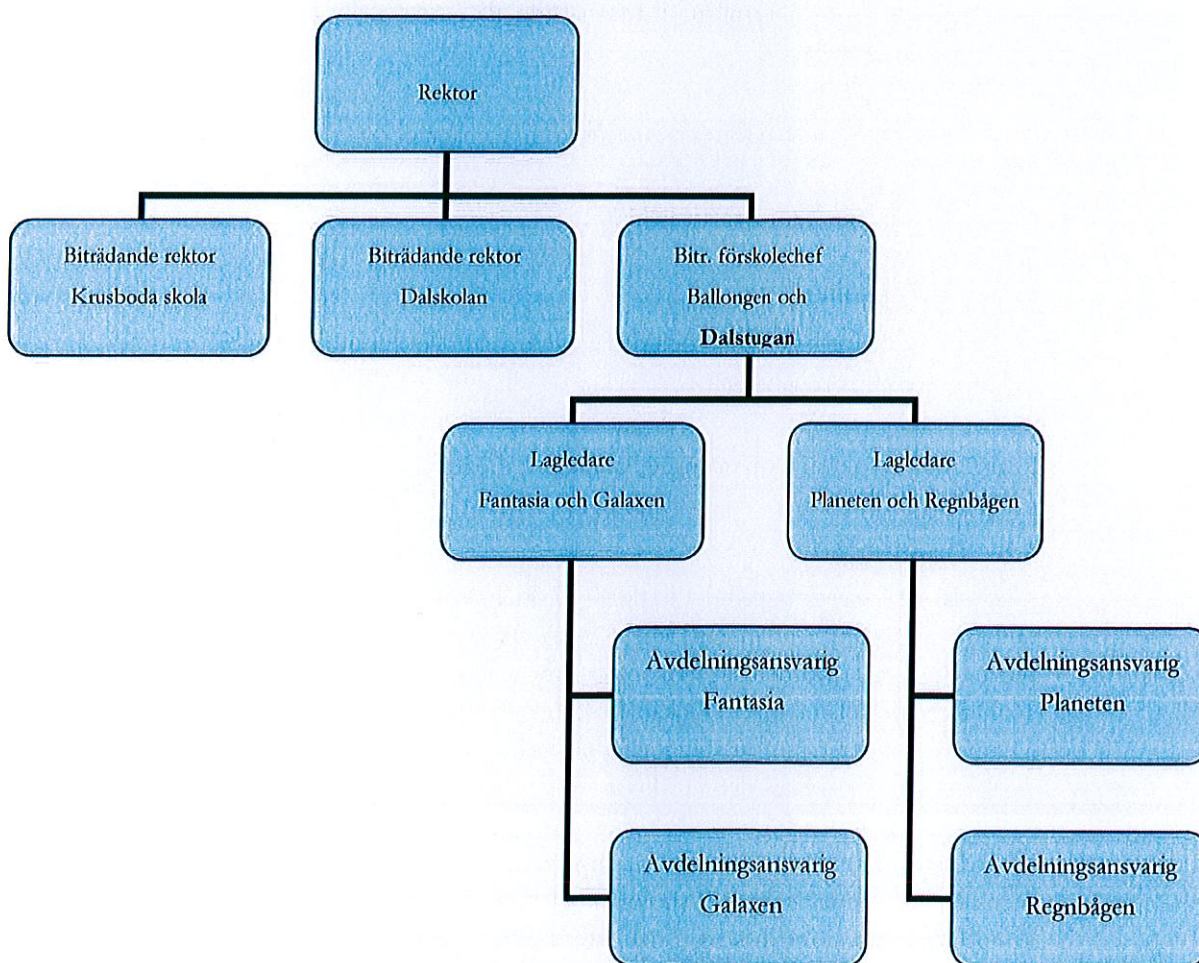 Rektor
Biträdande rektor
Krusboda skola
Biträdande rektor
Dalskolan
Bitr. förskolechef
Ballongen och
Dalstugan
Lagledare
Fantasia och Galaxen
Lagledare
Planeten och Regnbågen
Avdelningsansvarig
Fantasia
Avdelningsansvarig
Planeten
Avdelningsansvarig
Galaxen
Avdelningsansvarig
Regnbågen